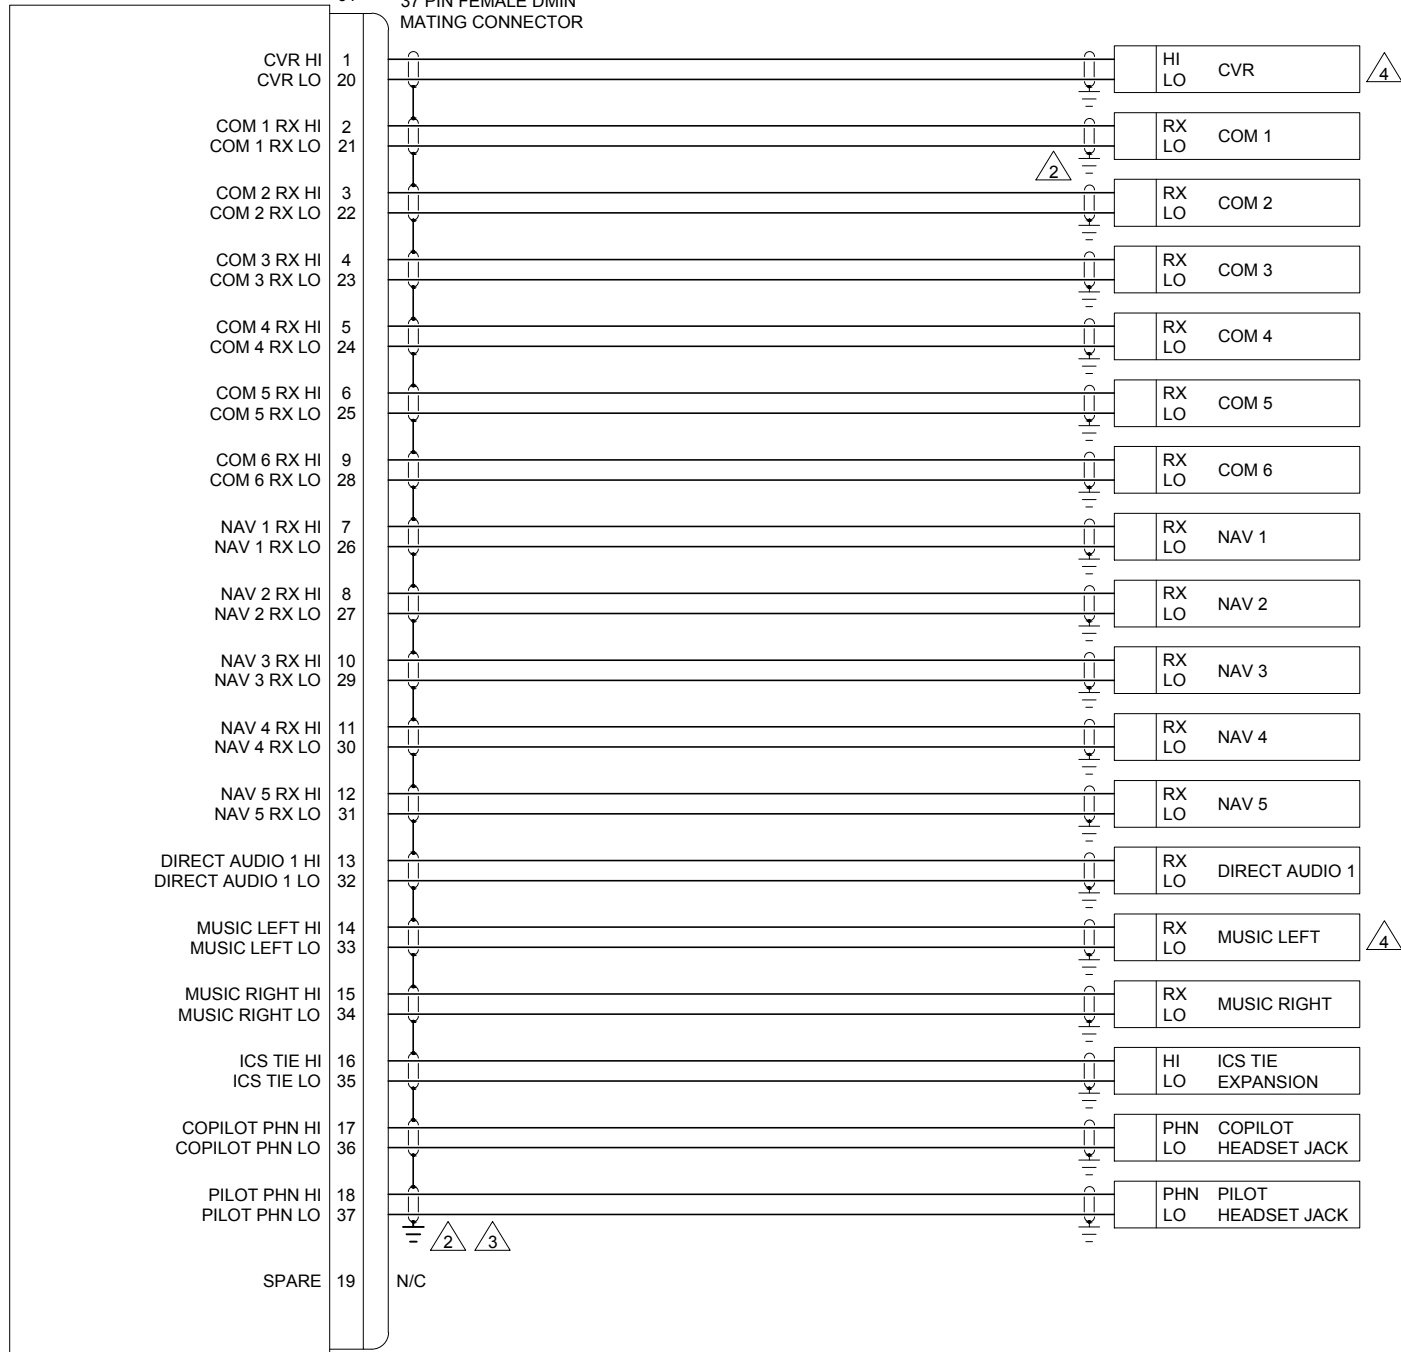 37 PIN FEMALE DMIN
MATING CONNECTOR
CVR HI 1 HI CVR 4
CVR LO 20 LO
COM 1 RX HI 2 RX COM 1
COM 1 RX LO 21 LO
2
COM 2 RX HI 3 RX COM 2
COM 2 RX LO 22 LO
COM 3 RX HI 4 RX COM 3
COM 3 RX LO 23 LO
COM 4 RX HI 5 RX COM 4
COM 4 RX LO 24 LO
COM 5 RX HI 6 RX COM 5
COM 5 RX LO 25 LO
COM 6 RX HI 9 RX COM 6
COM 6 RX LO 28 LO
NAV 1 RX HI 7 RX NAV 1
NAV 1 RX LO 26 LO
NAV 2 RX HI 8 RX NAV 2
NAV 2 RX LO 27 LO
NAV 3 RX HI 10 RX NAV 3
NAV 3 RX LO 29 LO
NAV 4 RX HI 11 RX NAV 4
NAV 4 RX LO 30 LO
NAV 5 RX HI 12 RX NAV 5
NAV 5 RX LO 31 LO
DIRECT AUDIO 1 HI 13 RX DIRECT AUDIO 1
DIRECT AUDIO 1 LO 32 LO
MUSIC LEFT HI 14 RX MUSIC LEFT 4
MUSIC LEFT LO 33 LO
MUSIC RIGHT HI 15 RX MUSIC RIGHT
MUSIC RIGHT LO 34 LO
ICS TIE HI 16 HI ICS TIE
ICS TIE LO 35 LO EXPANSION
COPILOT PHN HI 17 PHN COPILOT
COPILOT PHN LO 36 LO HEADSET JACK
PILOT PHN HI 18 PHN PILOT
PILOT PHN LO 37 LO HEADSET JACK
2 3
SPARE 19 N/C